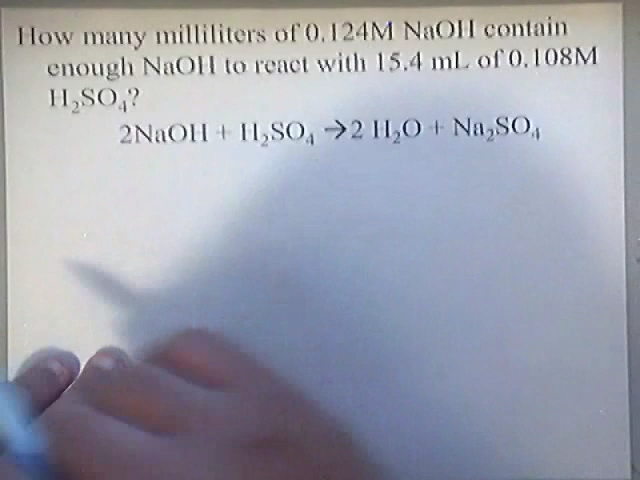 How many milliliters of 0.124M NaOH contain
enough NaOH to react with 15.4 mL of 0.108M
H₂SO₄?
2NaOH + H₂SO₄ →2 H₂O + Na₂SO₄